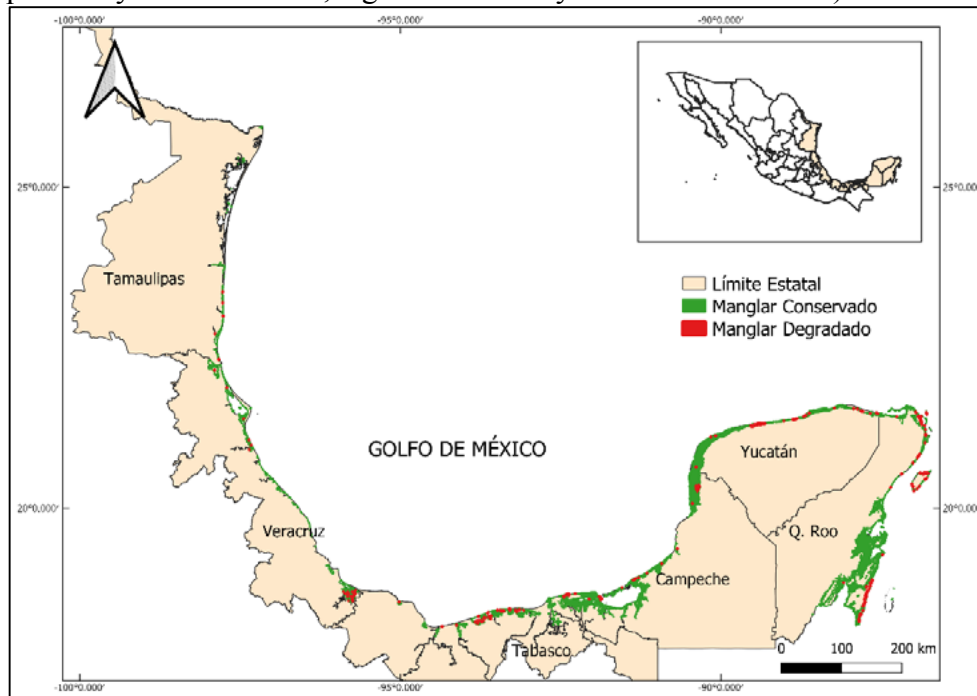 -100°0.000'
-95°0.000'
-90°0.000'
25°0.000'
25°0.000'
Tamaulipas
Límite Estatal
Manglar Conservado
Manglar Degradado
GOLFO DE MÉXICO
Yucatán
20°0.000'
20°0.00
Veracruz
Q. Roo
Campeche
Tabasco
0
100
200 km
-100°0.000'
-95°0.000'
-90°0.000'